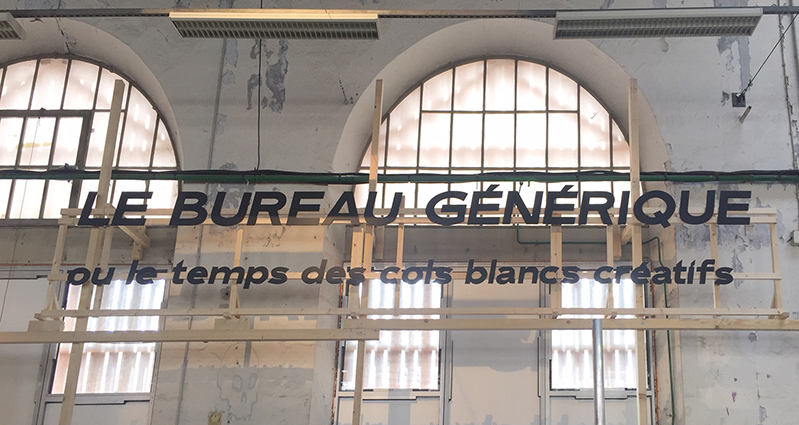 LE BUREAU GÉNÉRIQUE
ou le temps des cols blancs créatifs